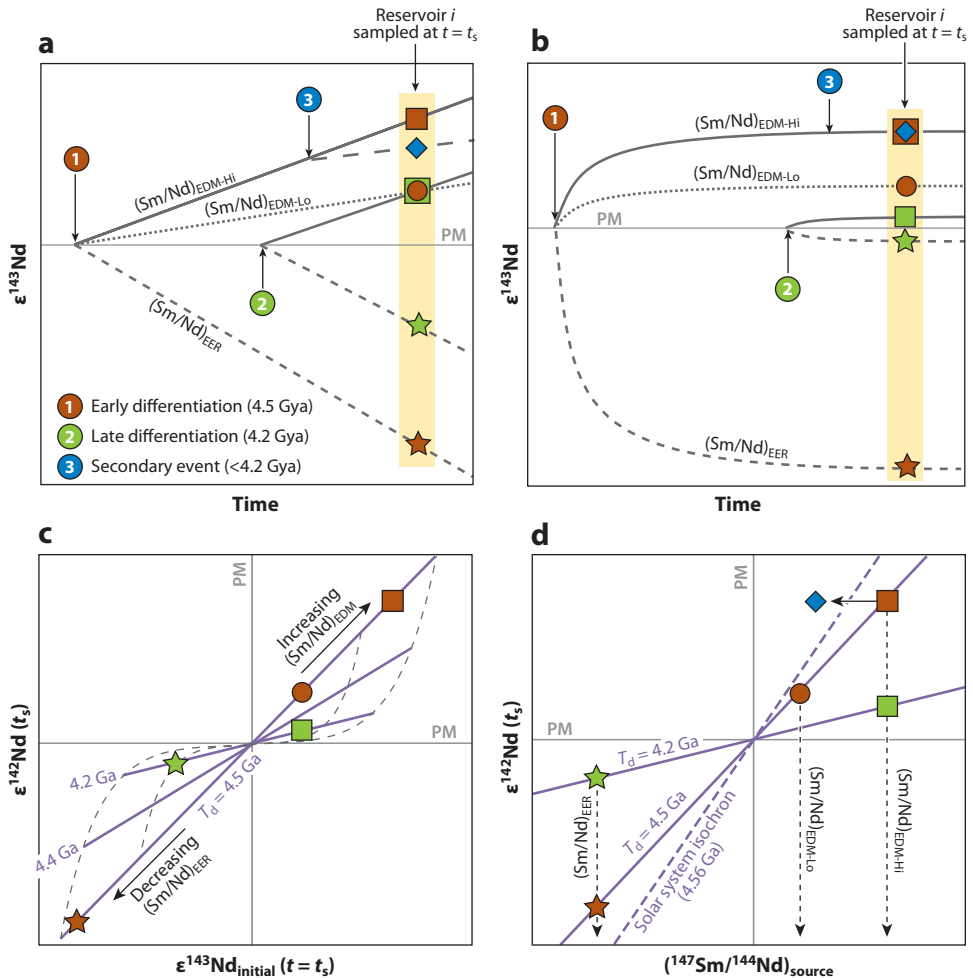 a
Reservoir i
sampled at t = ts
3
1
(Sm/Nd)EDM-Hi
(Sm/Nd)EDM-Lo
PM
2
(Sm/Nd)EER
ε143Nd
1 Early differentiation (4.5 Gya)
2 Late differentiation (4.2 Gya)
3 Secondary event (<4.2 Gya)
Time
b
Reservoir i
sampled at t = ts
3
1
(Sm/Nd)EDM-Hi
(Sm/Nd)EDM-Lo
PM
2
(Sm/Nd)EER
ε143Nd
Time
c
PM
Increasing
(Sm/Nd)EDM
PM
ε142Nd (ts)
4.2 Ga
4.4 Ga
Td = 4.5 Ga
Decreasing
(Sm/Nd)EER
ε143Ndinitial (t = ts)
d
PM
PM
ε142Nd (ts)
Td = 4.2 Ga
Td = 4.5 Ga
Solar system isochron
(4.56 Ga)
(Sm/Nd)EER
(Sm/Nd)EDM-Lo
(Sm/Nd)EDM-Hi
(147Sm/144Nd)source